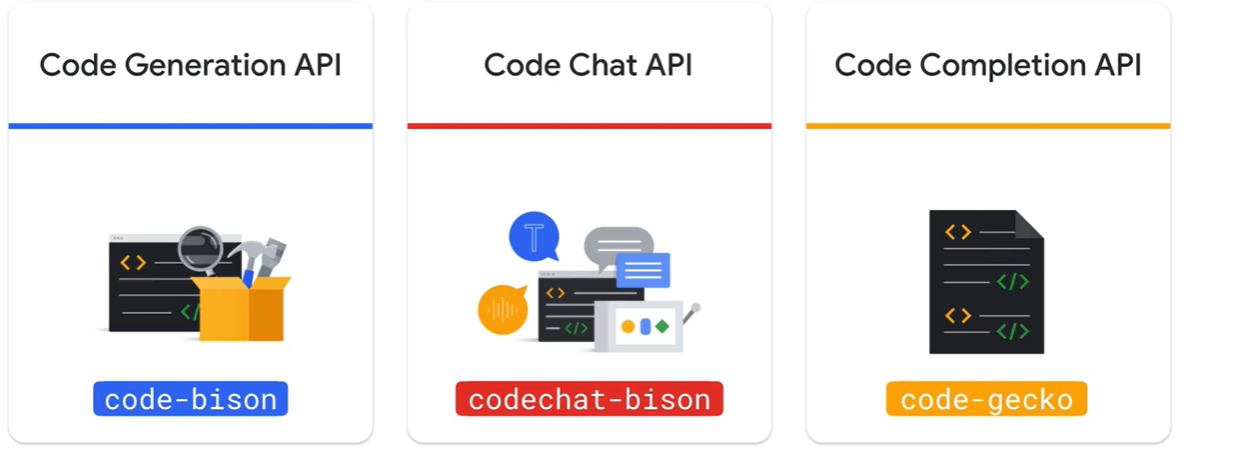 Code Generation API
Code Chat API
Code Completion API
<>
</
T
<>
</>
<>
</>
<>
</>
code-bison
codechat-bison
code-gecko